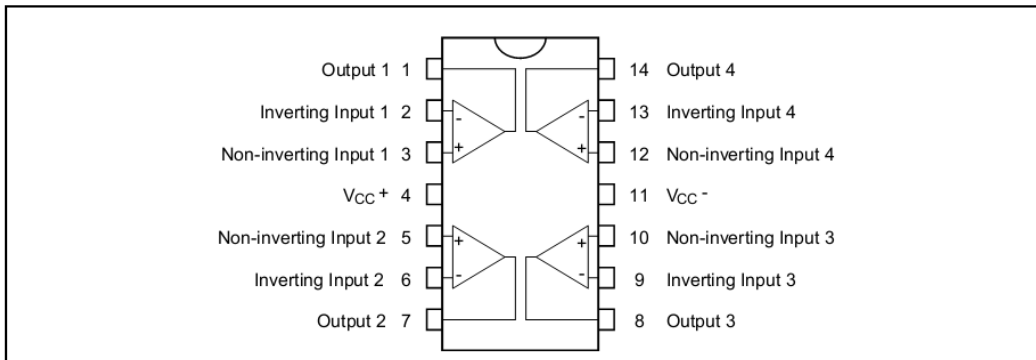 Output 1 1
14 Output 4
Inverting Input 1 2
13 Inverting Input 4
Non-inverting Input 1 3
12 Non-inverting Input 4
VCC + 4
11 VCC -
Non-inverting Input 2 5
10 Non-inverting Input 3
Inverting Input 2 6
9 Inverting Input 3
Output 2 7
8 Output 3
-
+
-
+
+
-
+
-